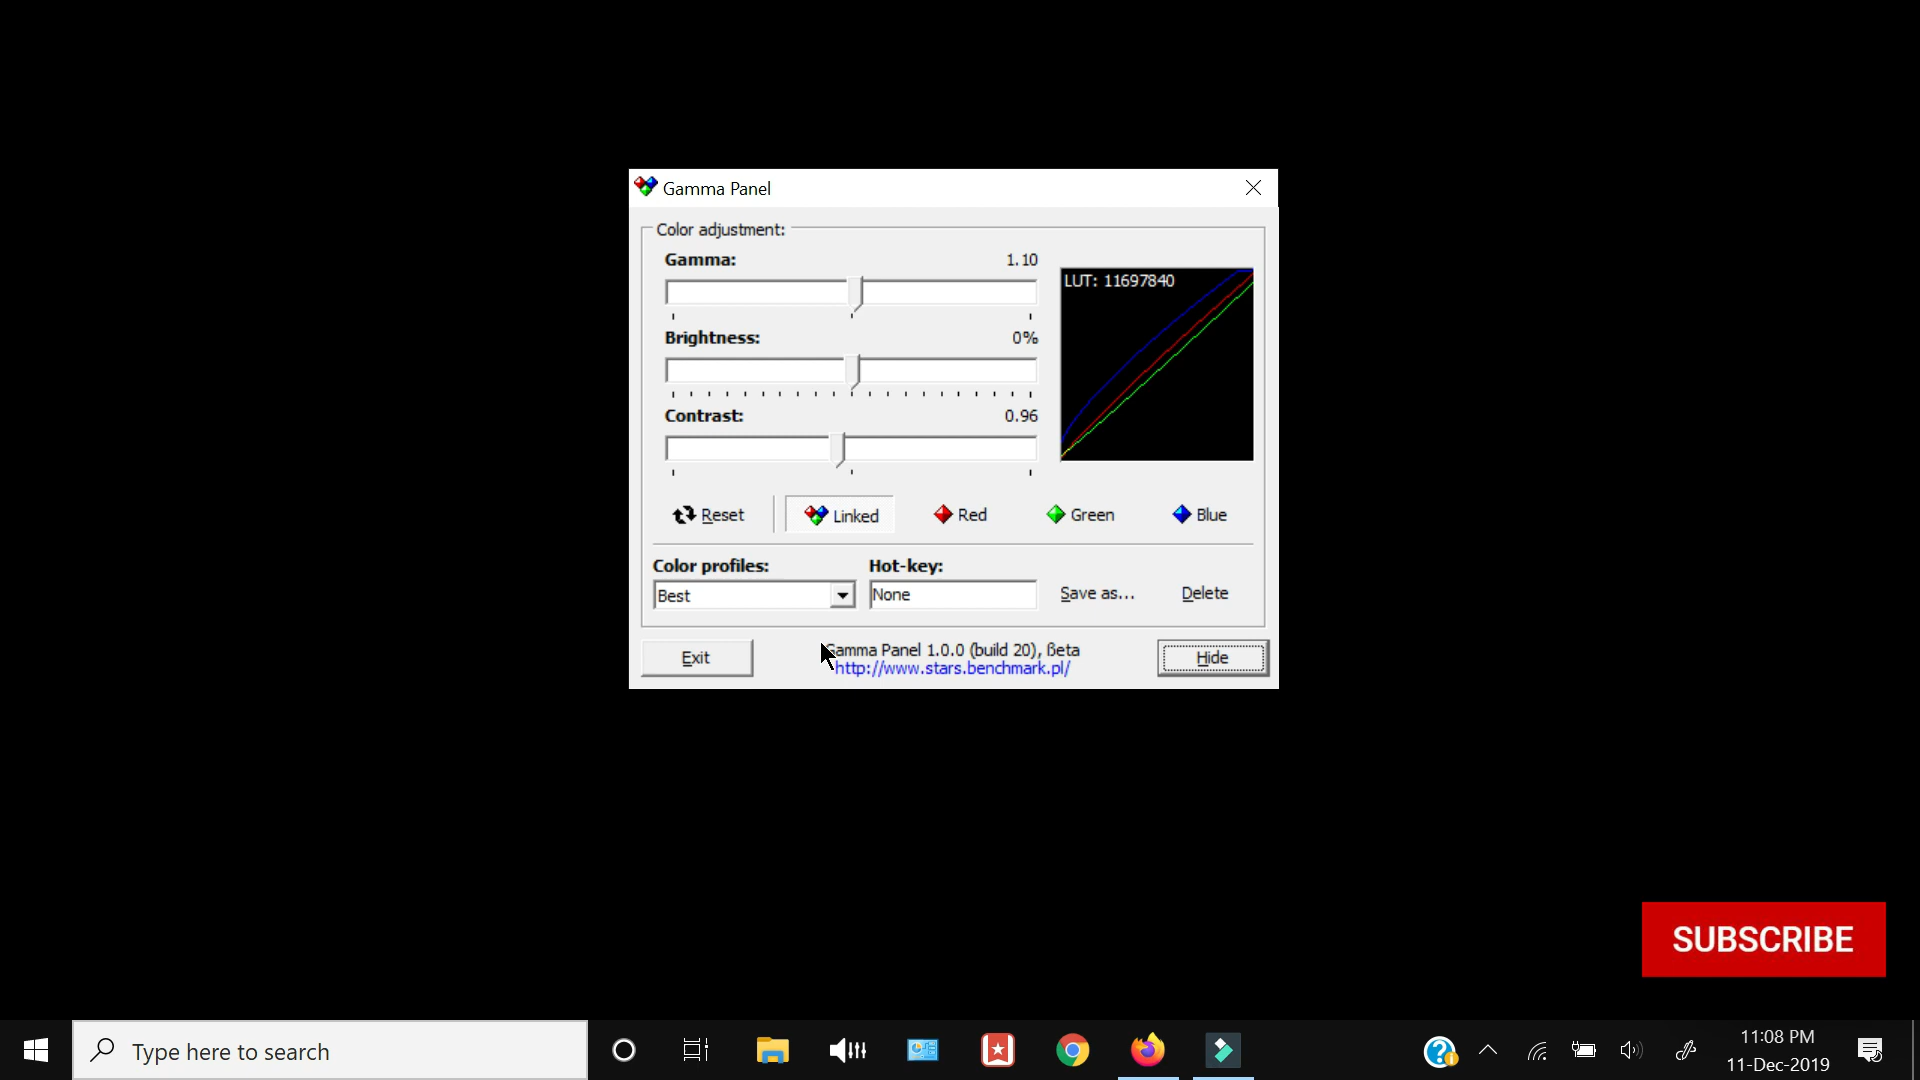 Gamma Panel
Color adjustment:
Gamma: 1.10
LUT: 11697840
Brightness: 0%
Contrast: 0.96
Reset Linked Red Green Blue
Color profiles: Hot-key:
Best None Save as... Delete
Exit Gamma Panel 1.0.0 (build 20), ßeta Hide
http://www.stars.benchmark.pl/
SUBSCRIBE
Type here to search
11:08 PM
11-Dec-2019